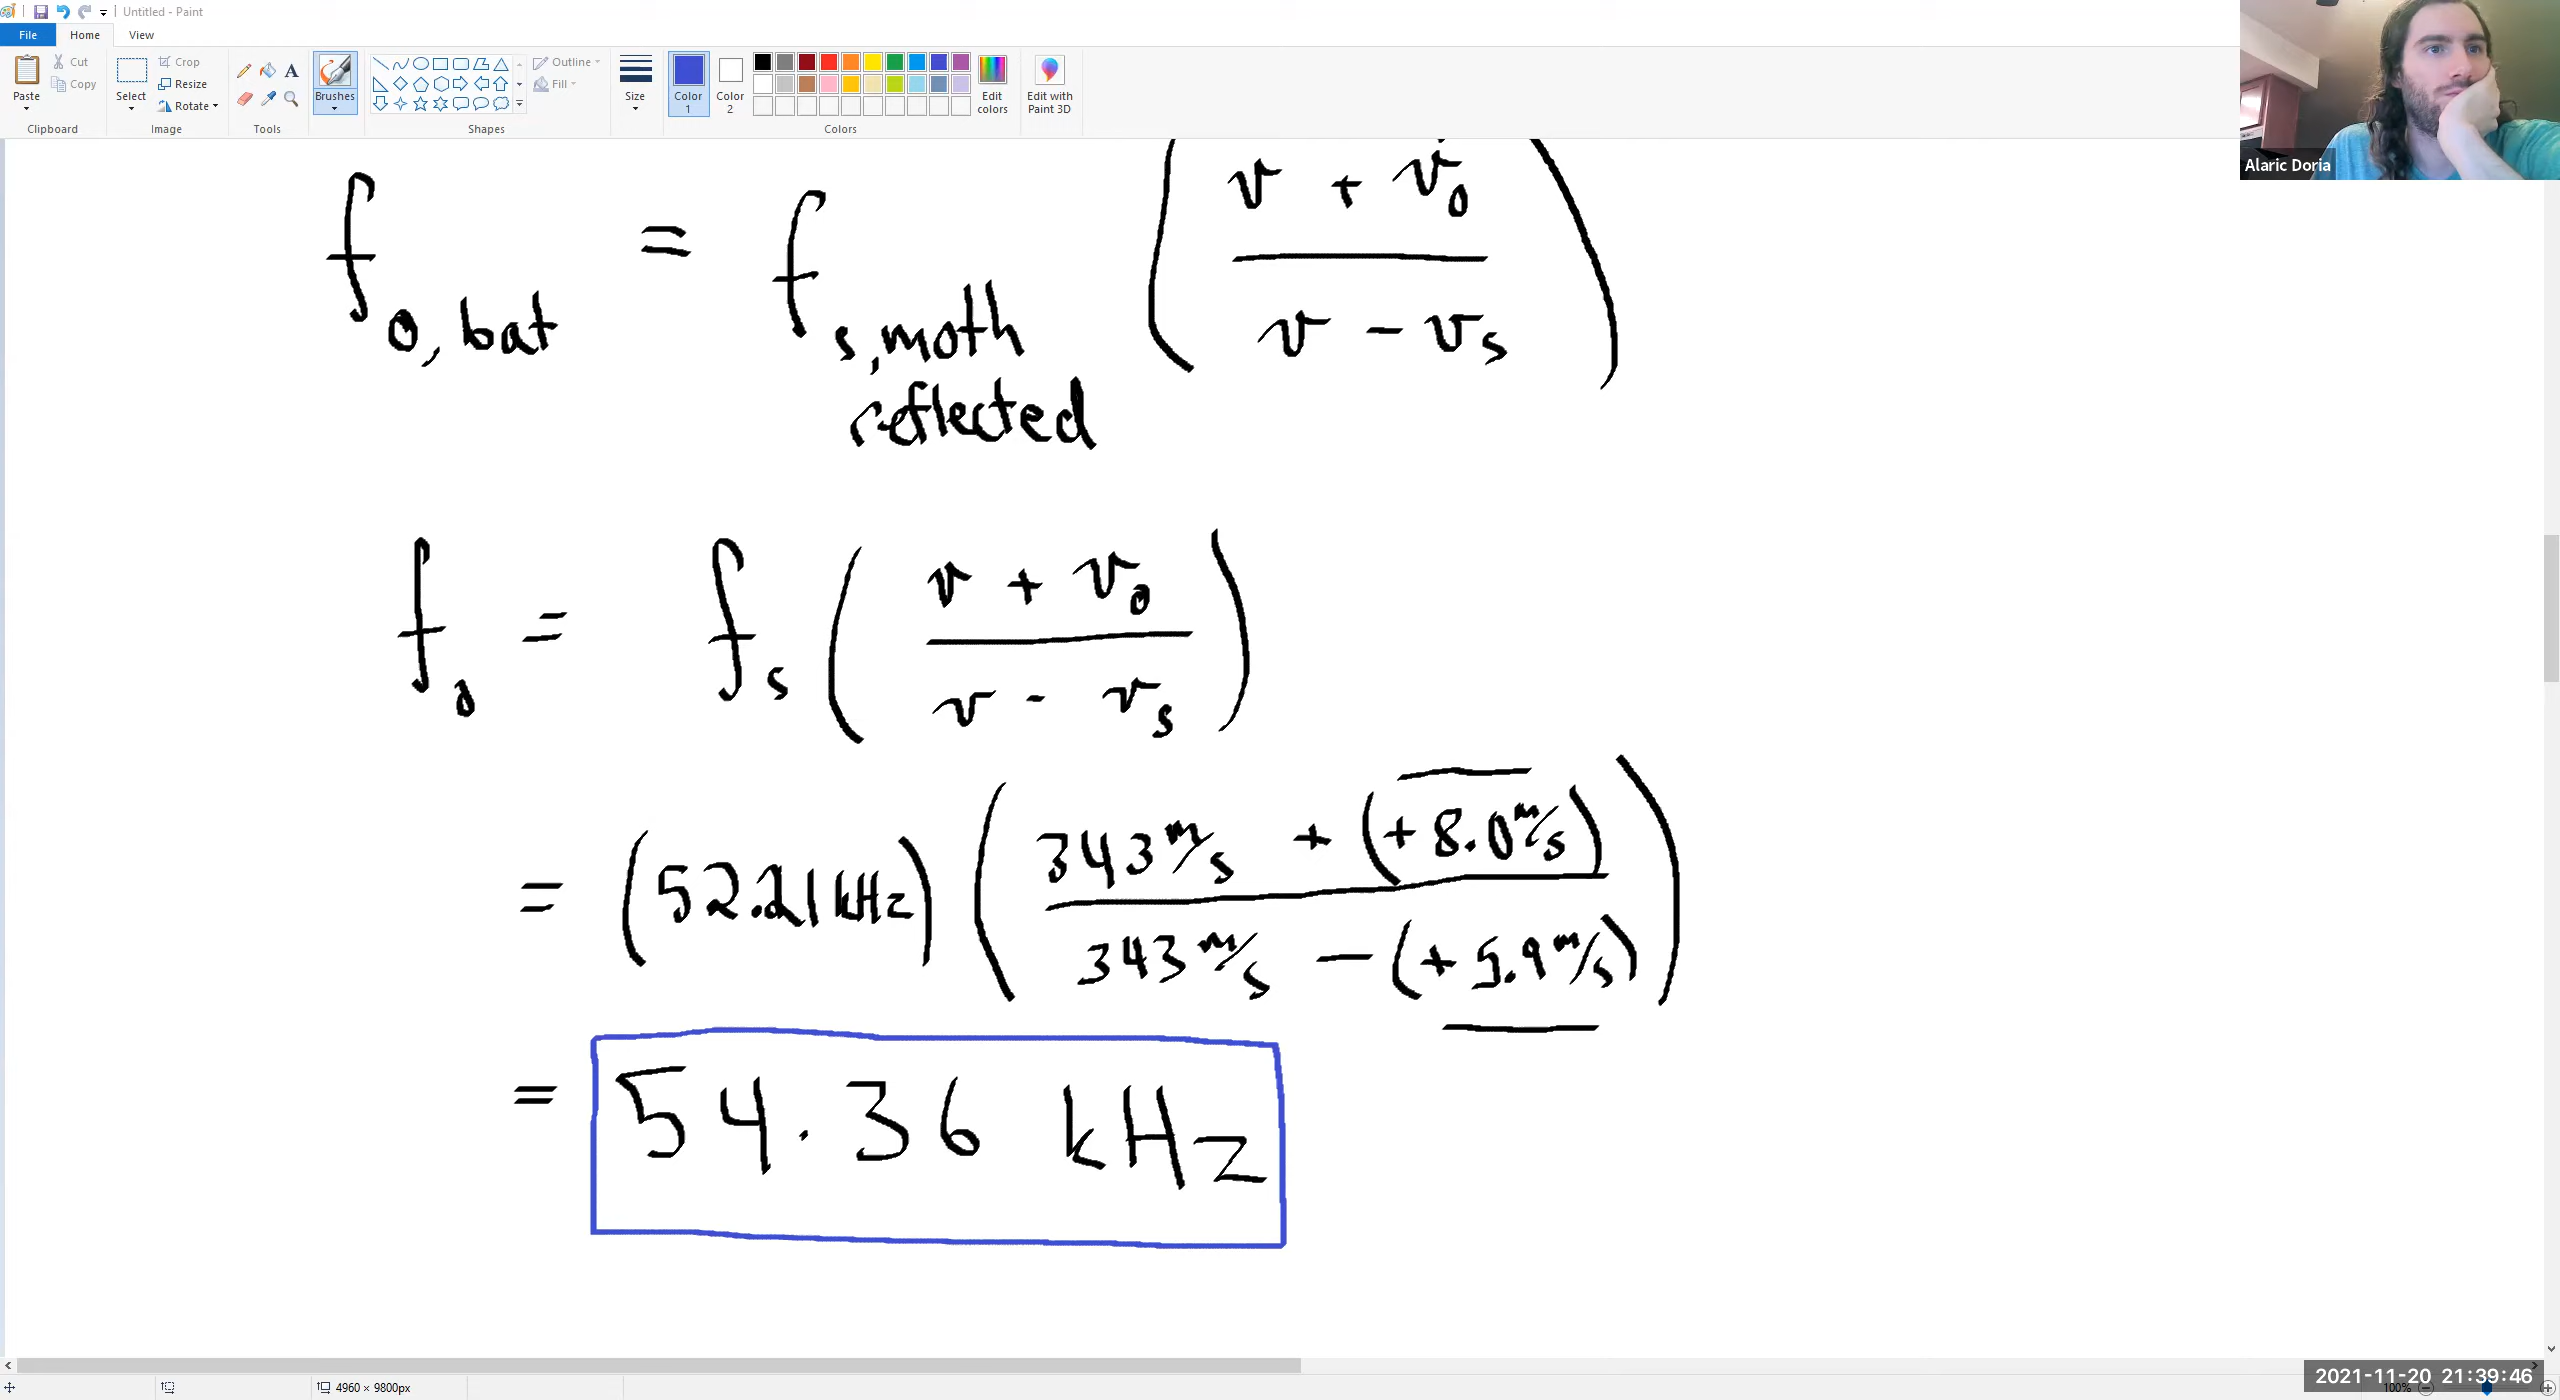 Untitled - Paint
File Home View
Paste Cut Copy Select Crop Resize Rotate Brushes Outline Fill Size Color 1 Color 2 Edit colors Edit with Paint 3D
Clipboard Image Tools Shapes Colors
Alaric Doria
f₀, bat = f s, moth reflected ( v + v₀ / v - vₛ )
f₀ = fₛ ( v + v₀ / v - vₛ )
= (52.21 kHz) ( 343 m/s + (+8.0 m/s) / 343 m/s - (+5.9 m/s) )
= 54.36 kHz
4960 × 9800px
100%
2021-11-20 21:39:46